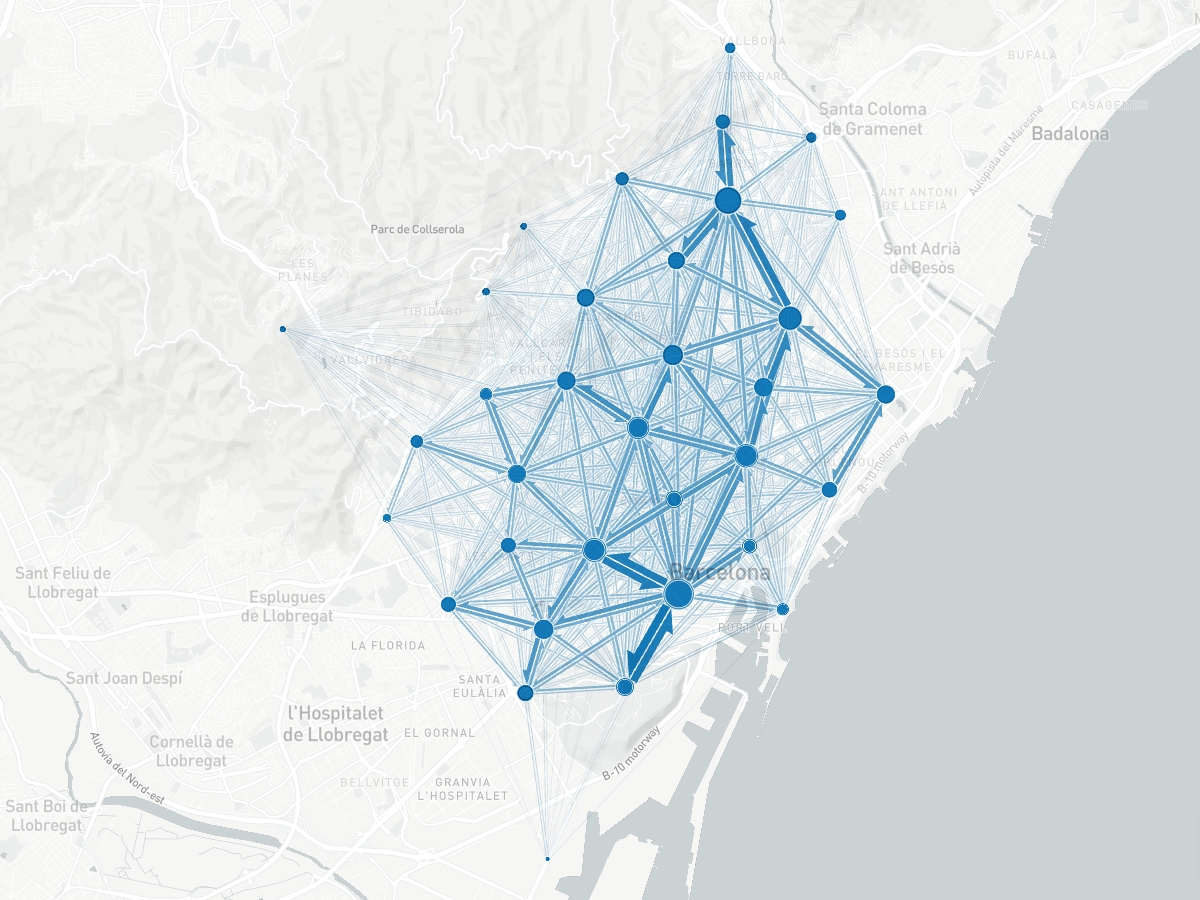 VALLBONA
BUFALÀ
TORRE BARÓ
Santa Coloma
de Gramenet
CASAGEMES
Badalona
Autopista del Maresme
SANT ANTONI
DE LLEFIÀ
Parc de Collserola
Sant Adrià
de Besòs
LES
PLANES
TIBIDABO
VALLVIDRERA
EL BESÒS I EL
MARESME
B-10 motorway
Barcelona
Sant Feliu de
Llobregat
Esplugues
de Llobregat
PORT VELL
LA FLORIDA
Sant Joan Despí
SANTA
EULÀLIA
l'Hospitalet
de Llobregat
EL GORNAL
Cornellà de
Llobregat
Autovia del Nord-est
B-10 motorway
BELLVITGE
GRANVIA
L'HOSPITALET
Sant Boi de
Llobregat